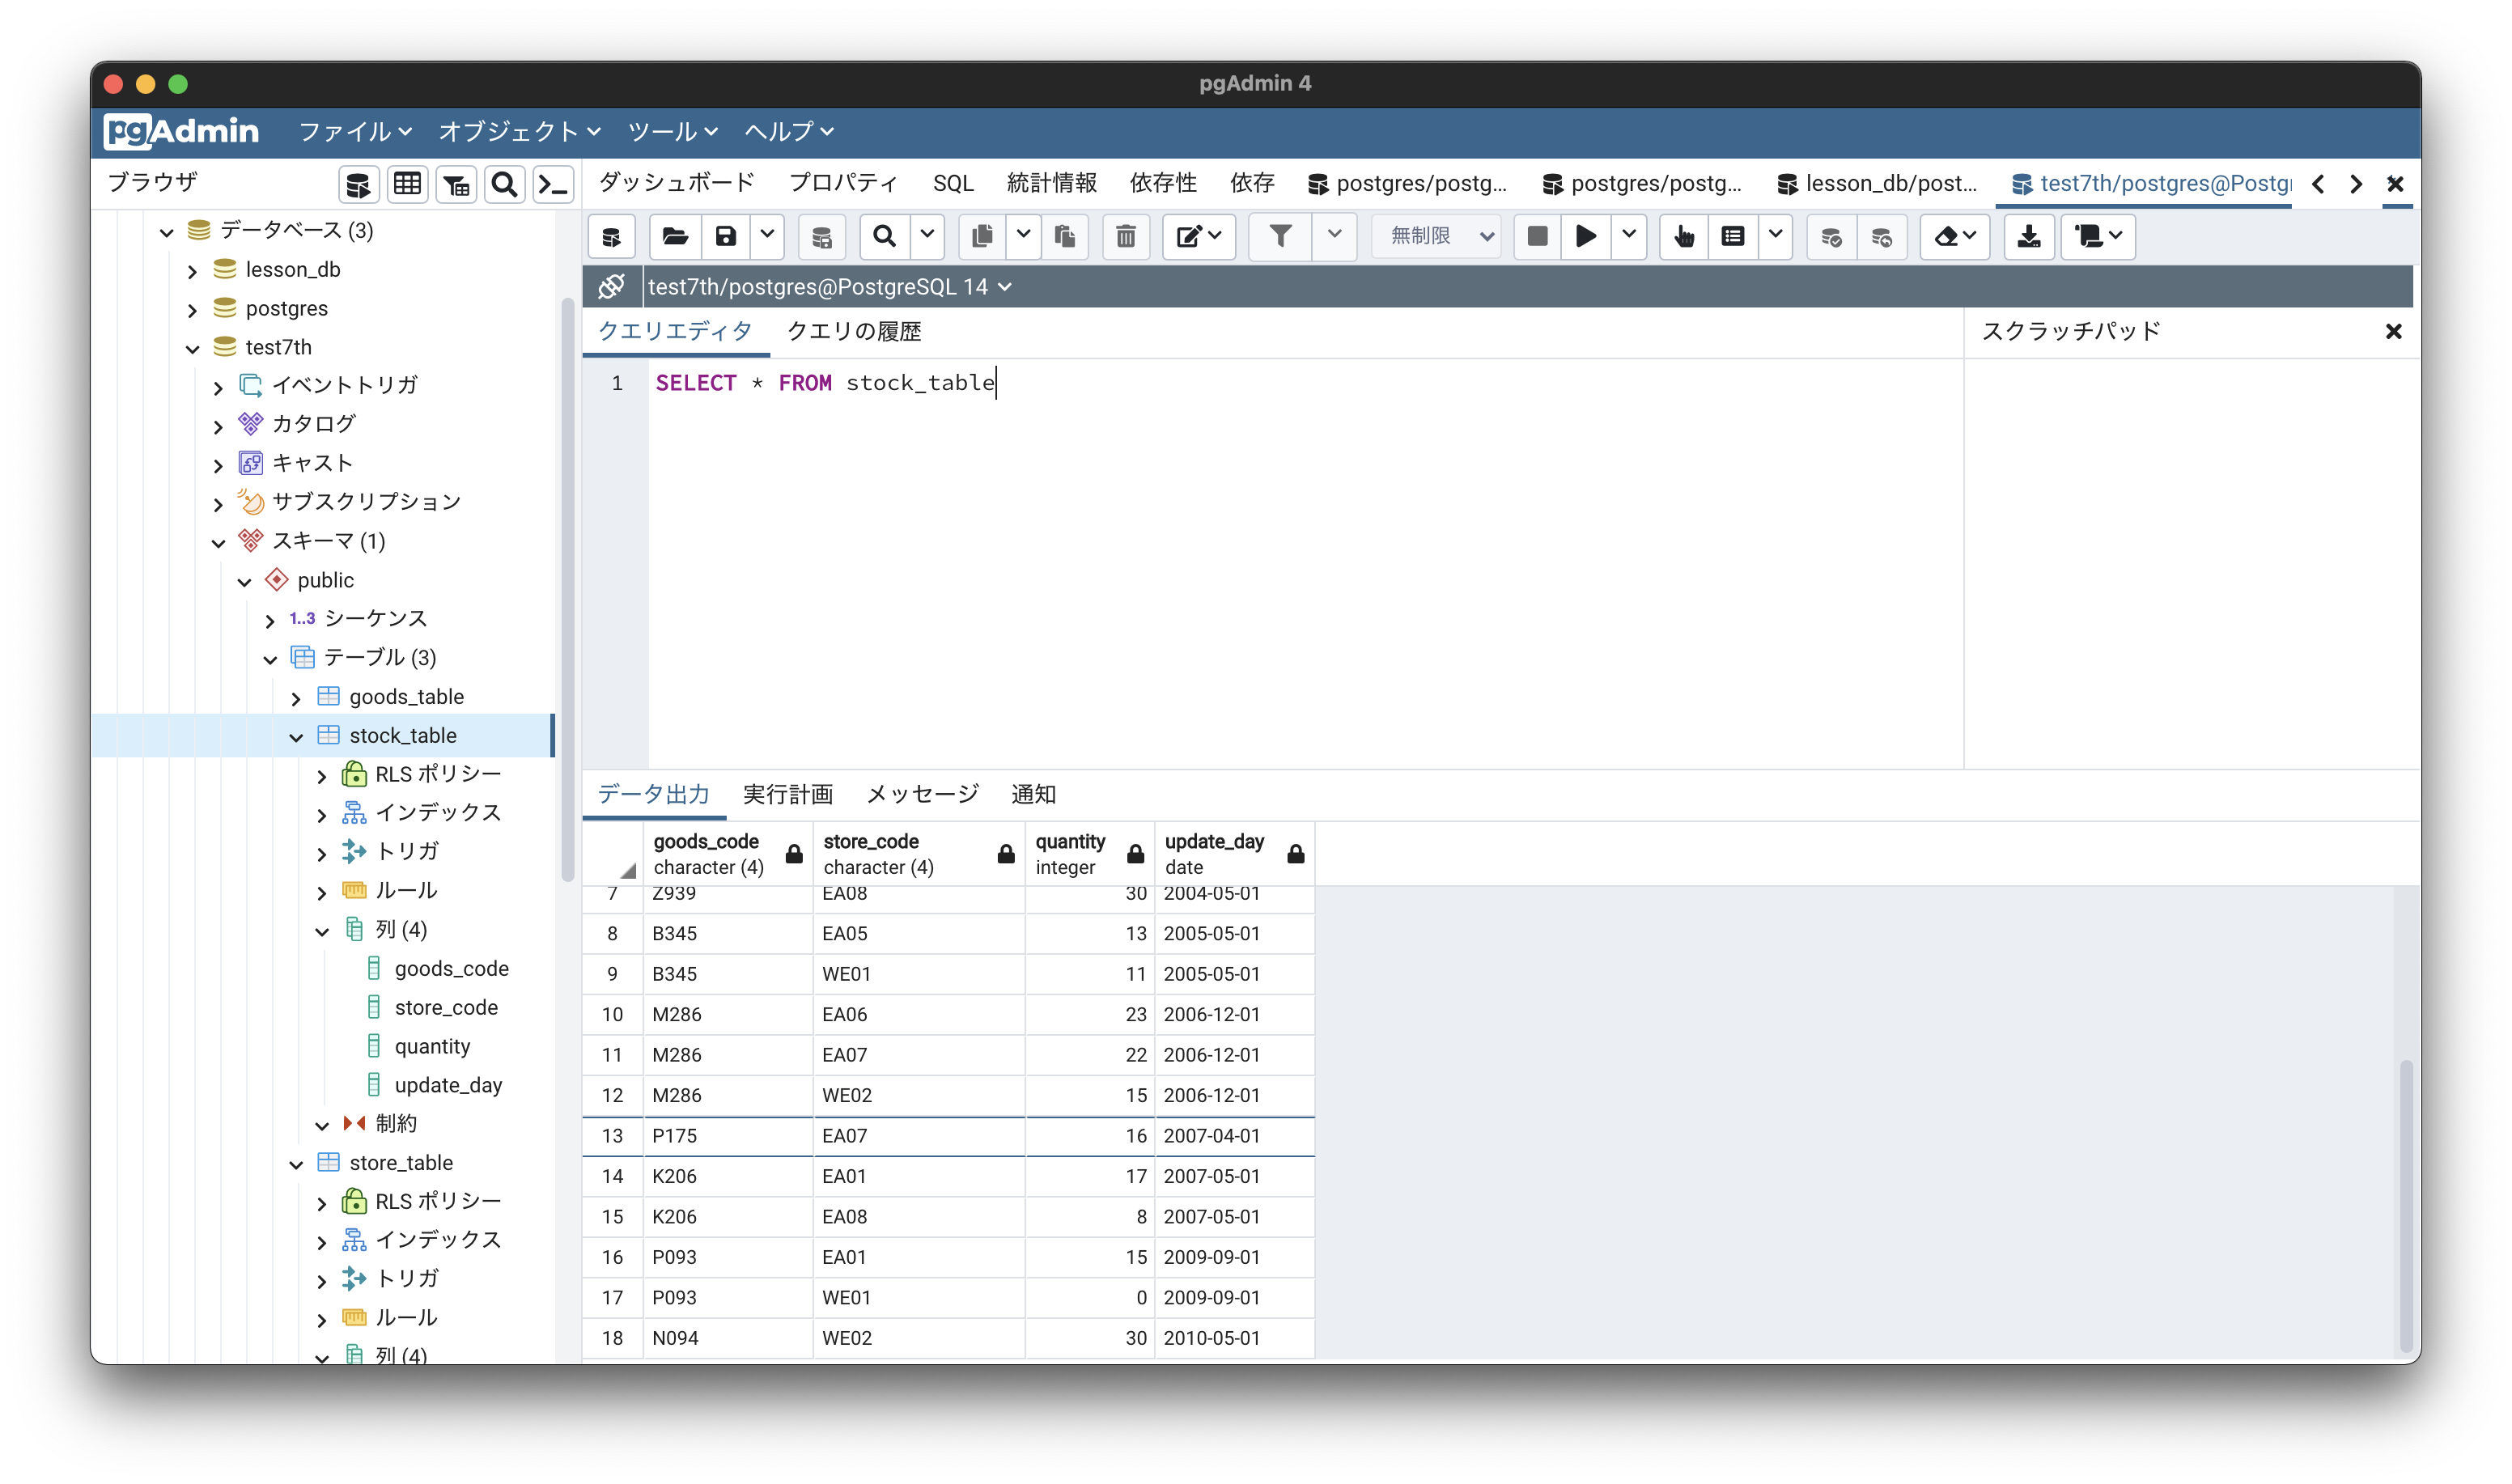 pgAdmin 4
pgAdmin ファイル オブジェクト ツール ヘルプ
ブラウザ
ダッシュボード プロパティ SQL 統計情報 依存性 依存 postgres/postg... postgres/postg... lesson_db/post... test7th/postgres@Postgr
データベース (3)
lesson_db
postgres
test7th
イベントトリガ
カタログ
キャスト
サブスクリプション
スキーマ (1)
public
1..3 シーケンス
テーブル (3)
goods_table
stock_table
RLS ポリシー
インデックス
トリガ
ルール
列 (4)
goods_code
store_code
quantity
update_day
制約
store_table
RLS ポリシー
インデックス
トリガ
ルール
列 (4)
無制限
test7th/postgres@PostgreSQL 14
クエリエディタ クエリの履歴
スクラッチパッド
1 SELECT * FROM stock_table
データ出力 実行計画 メッセージ 通知
goods_code store_code quantity update_day
character (4) character (4) integer date
7 Z939 EA08 30 2004-05-01
8 B345 EA05 13 2005-05-01
9 B345 WE01 11 2005-05-01
10 M286 EA06 23 2006-12-01
11 M286 EA07 22 2006-12-01
12 M286 WE02 15 2006-12-01
13 P175 EA07 16 2007-04-01
14 K206 EA01 17 2007-05-01
15 K206 EA08 8 2007-05-01
16 P093 EA01 15 2009-09-01
17 P093 WE01 0 2009-09-01
18 N094 WE02 30 2010-05-01